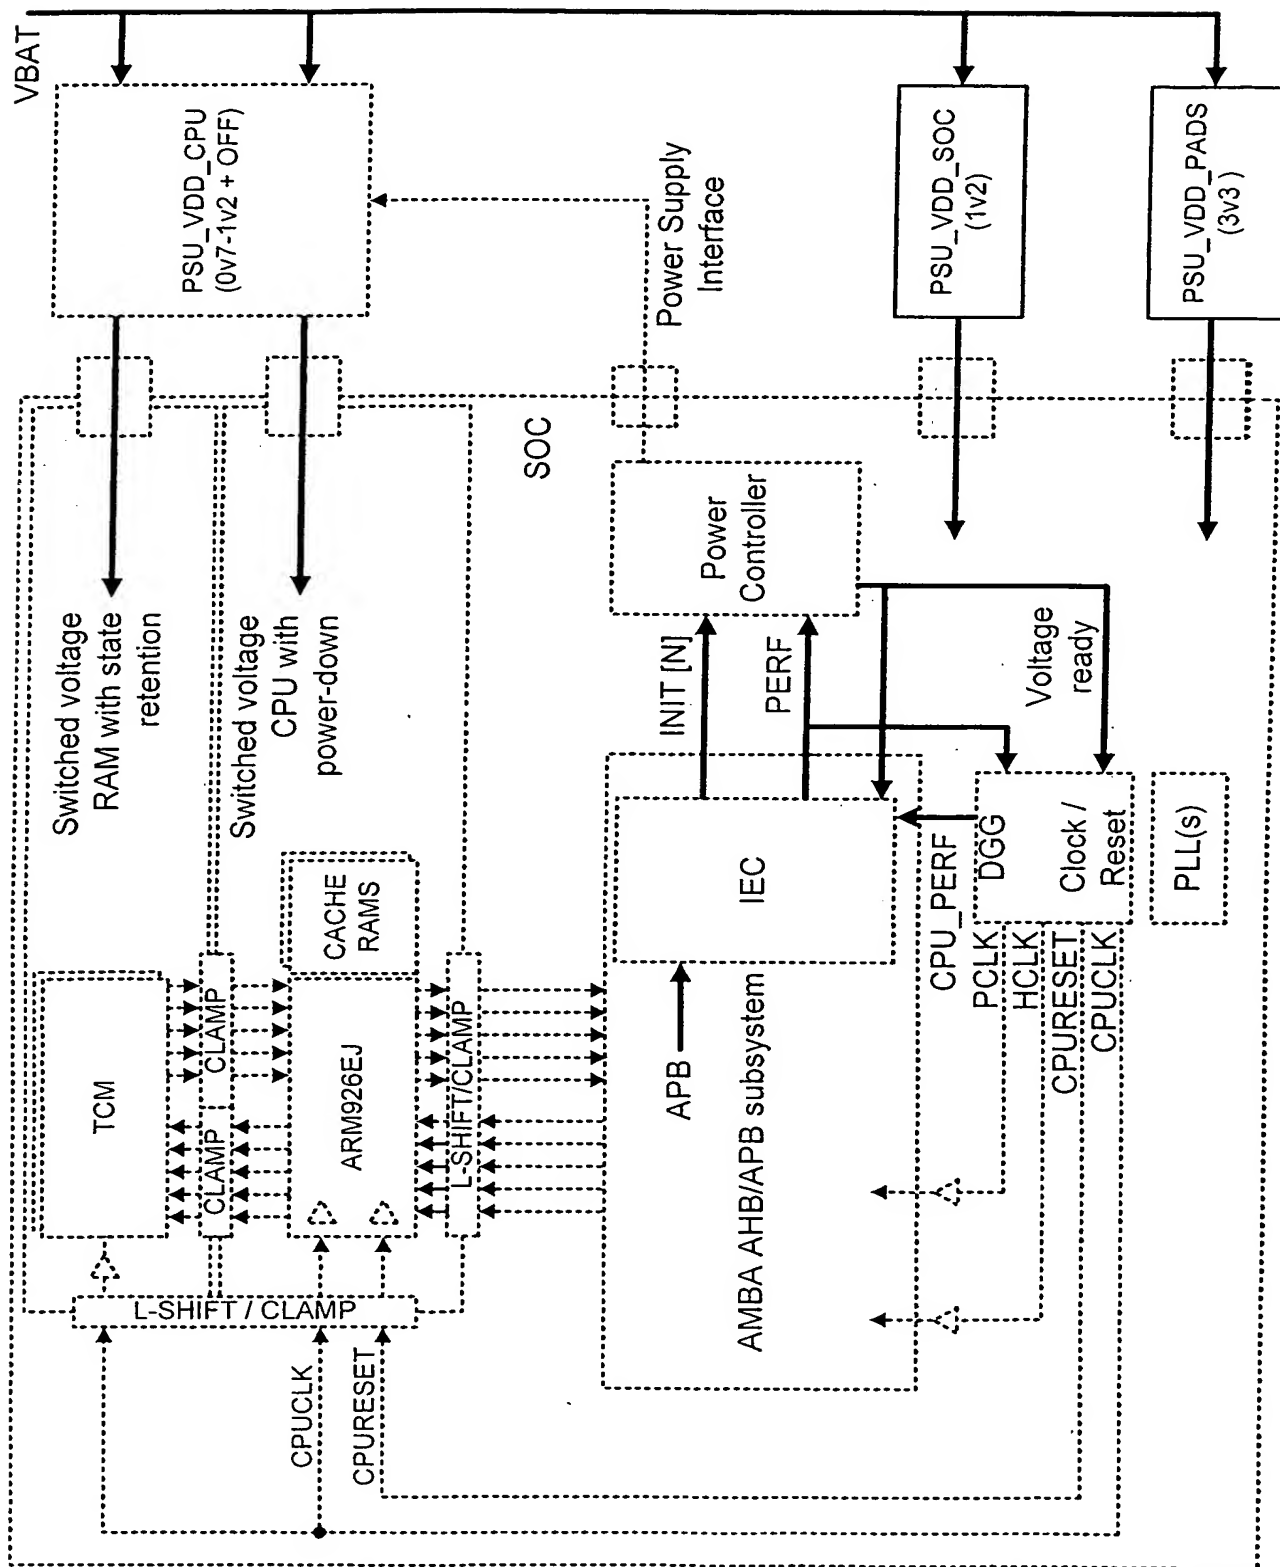 VBAT
PSU_VDD_CPU
(0v7-1v2 + OFF)
Power Supply
Interface
PSU_VDD_SOC
(1v2)
PSU_VDD_PADS
(3v3 )
Switched voltage
RAM with state
retention
Switched voltage
CPU with
power-down
SOC
Power
Controller
INIT [N]
PERF
Voltage
ready
TCM
CLAMP
CLAMP
CACHE
RAMS
ARM926EJ
L-SHIFT/CLAMP
L-SHIFT / CLAMP
IEC
APB
AMBA AHB/APB subsystem
CPU_PERF
DGG
Clock /
Reset
PLL(s)
PCLK
HCLK
CPURESET
CPUCLK
CPUCLK
CPURESET